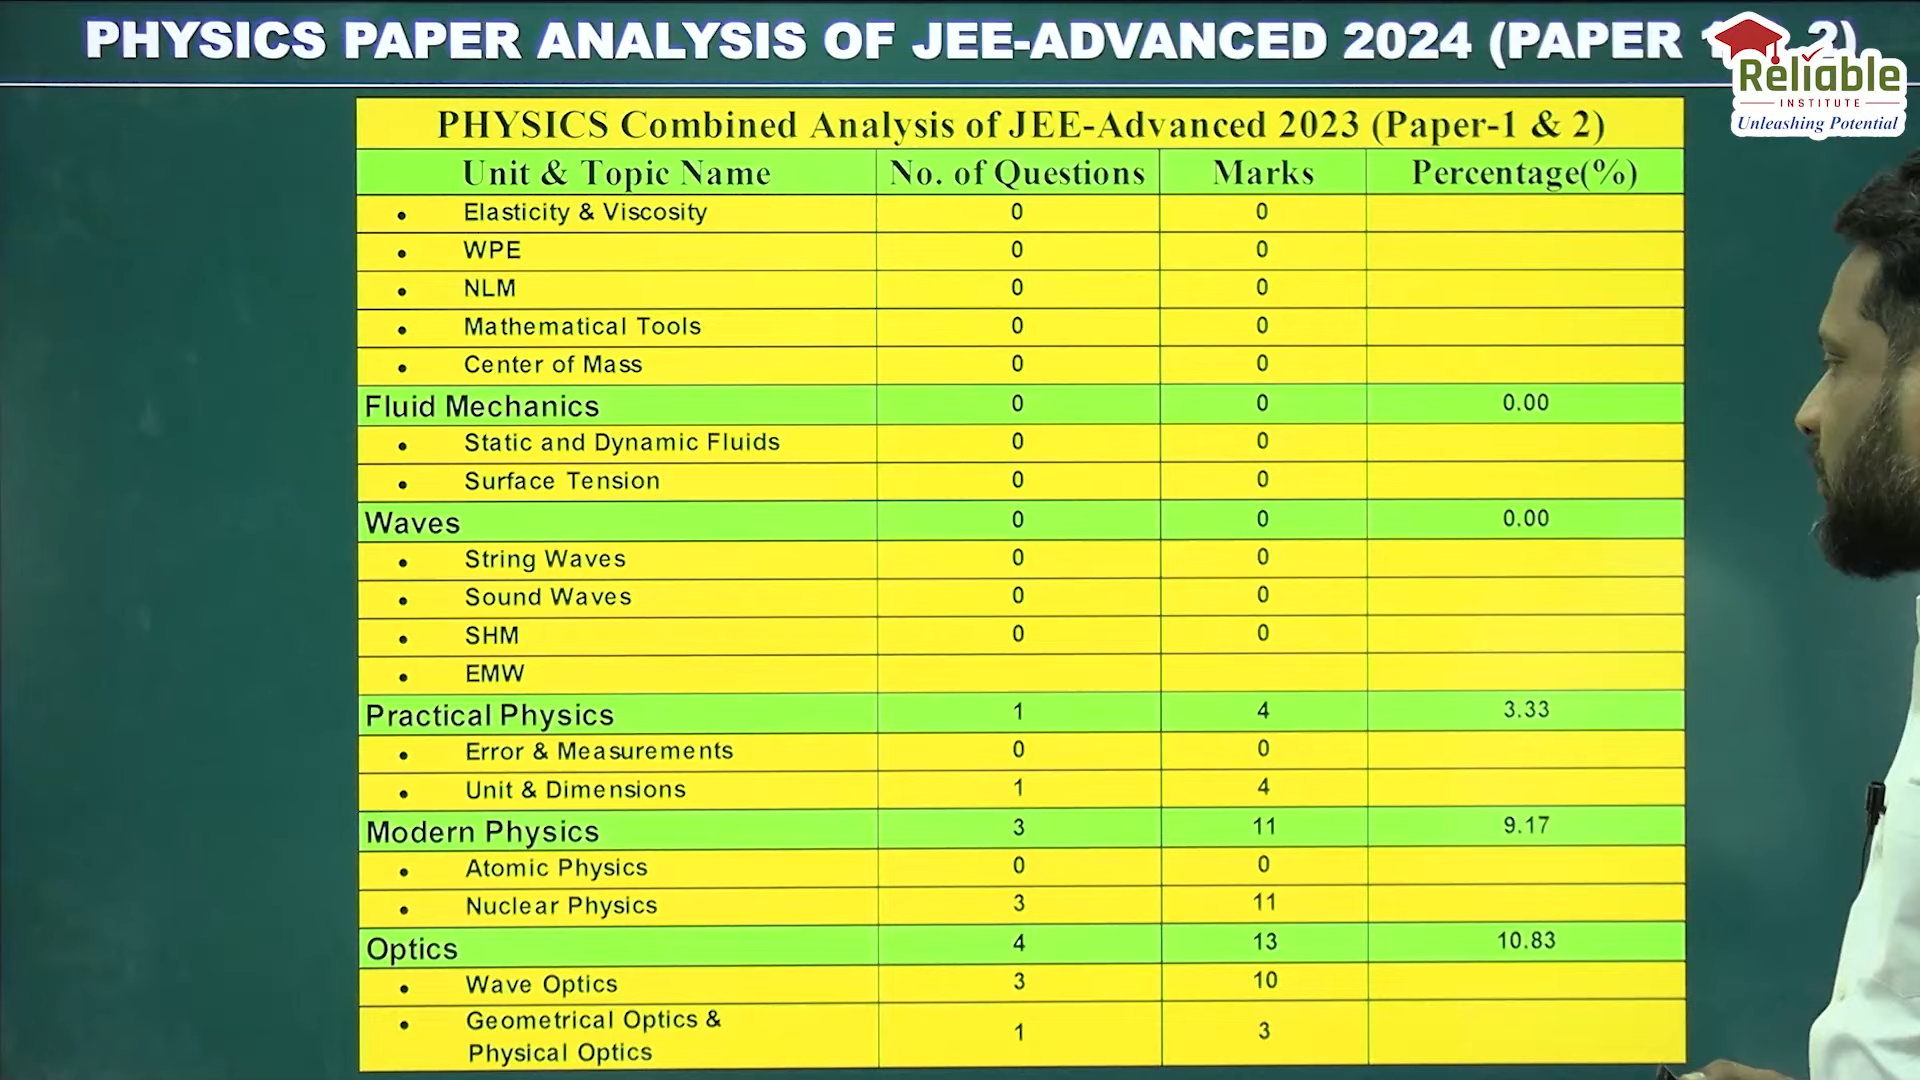 PHYSICS PAPER ANALYSIS OF JEE-ADVANCED 2024 (PAPER 2)
Reliable
INSTITUTE
Unleashing Potential
PHYSICS Combined Analysis of JEE-Advanced 2023 (Paper-1 & 2)
Unit & Topic Name No. of Questions Marks Percentage(%)
• Elasticity & Viscosity 0 0
• WPE 0 0
• NLM 0 0
• Mathematical Tools 0 0
• Center of Mass 0 0
Fluid Mechanics 0 0 0.00
• Static and Dynamic Fluids 0 0
• Surface Tension 0 0
Waves 0 0 0.00
• String Waves 0 0
• Sound Waves 0 0
• SHM 0 0
• EMW
Practical Physics 1 4 3.33
• Error & Measurements 0 0
• Unit & Dimensions 1 4
Modern Physics 3 11 9.17
• Atomic Physics 0 0
• Nuclear Physics 3 11
Optics 4 13 10.83
• Wave Optics 3 10
• Geometrical Optics &
Physical Optics 1 3